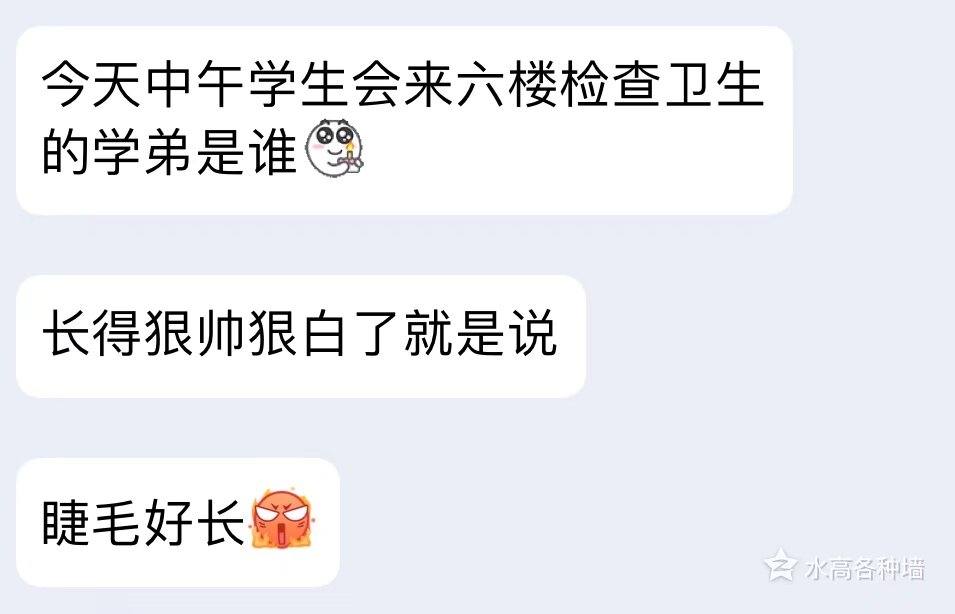 今天中午学生会来六楼检查卫生
的学弟是谁
长得狠帅狠白了就是说
睫毛好长
水高各种墙